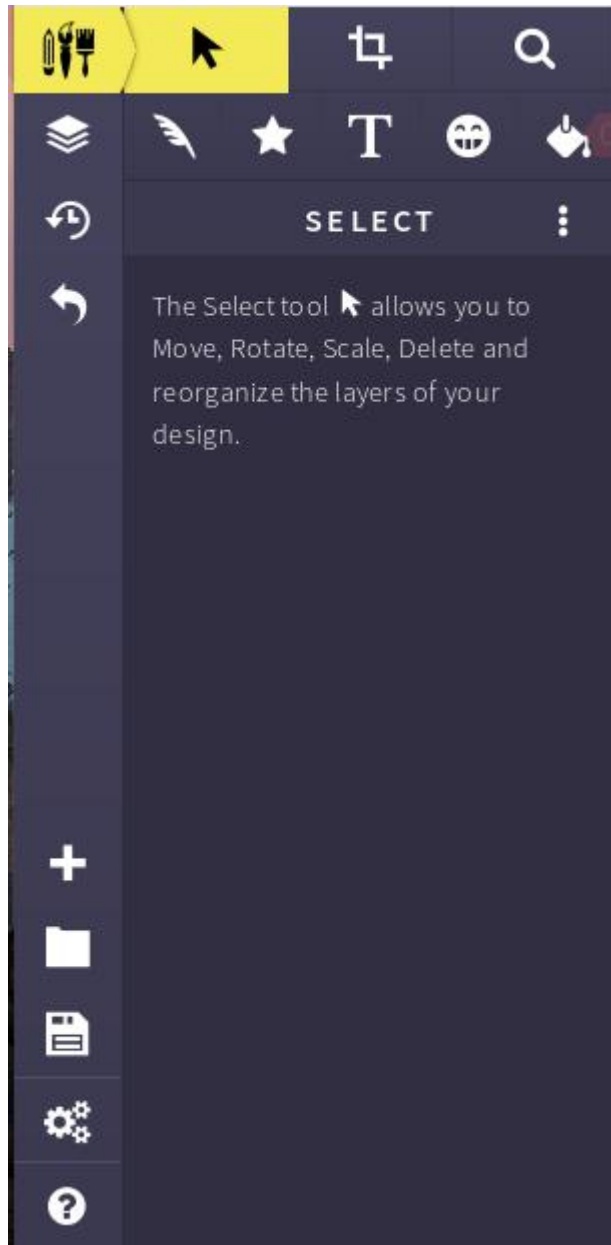 SELECT
The Select tool allows you to
Move, Rotate, Scale, Delete and
reorganize the layers of your
design.